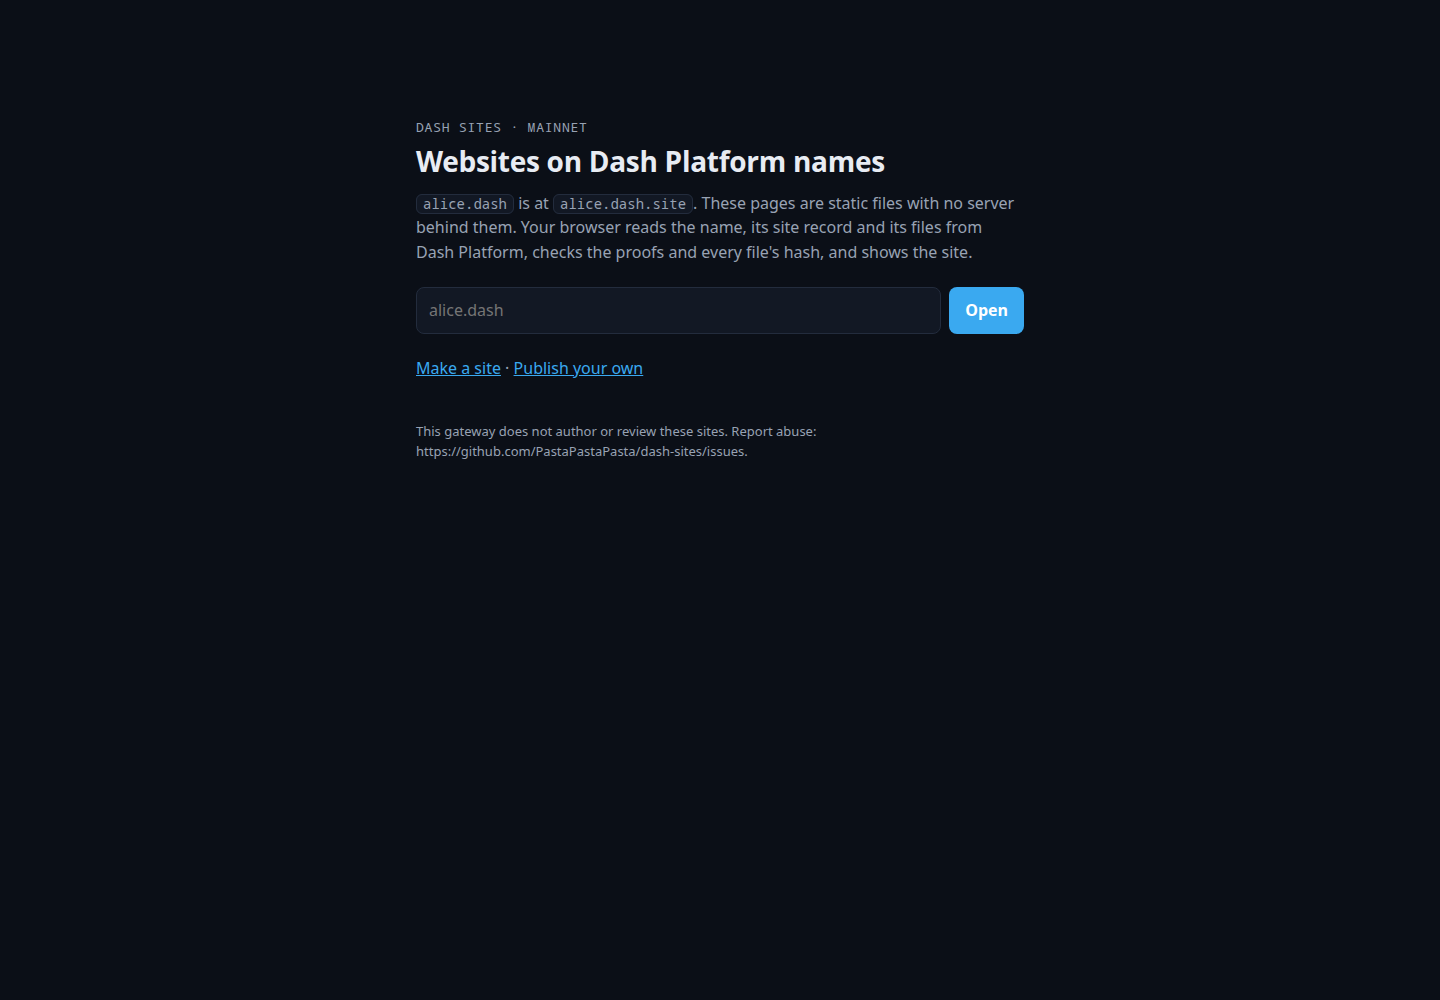 DASH SITES · MAINNET
Websites on Dash Platform names
alice.dash is at alice.dash.site. These pages are static files with no server
behind them. Your browser reads the name, its site record and its files from
Dash Platform, checks the proofs and every file's hash, and shows the site.
alice.dash
Open
Make a site · Publish your own
This gateway does not author or review these sites. Report abuse:
https://github.com/PastaPastaPasta/dash-sites/issues.